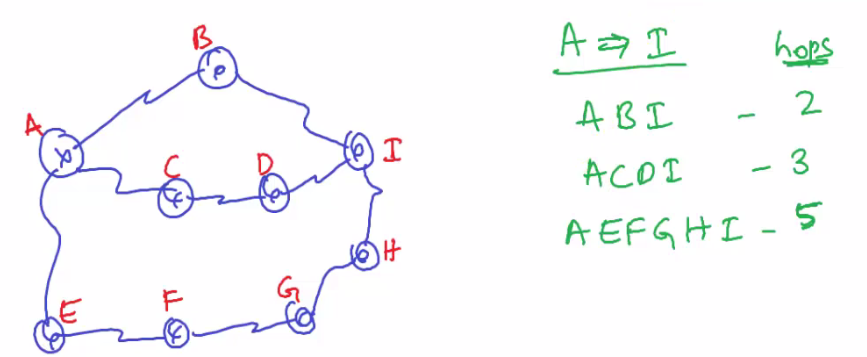 B
A
I
C
D
H
E
F
G
A ⇒ I hops
ABI - 2
ACDI - 3
AEFGHI - 5